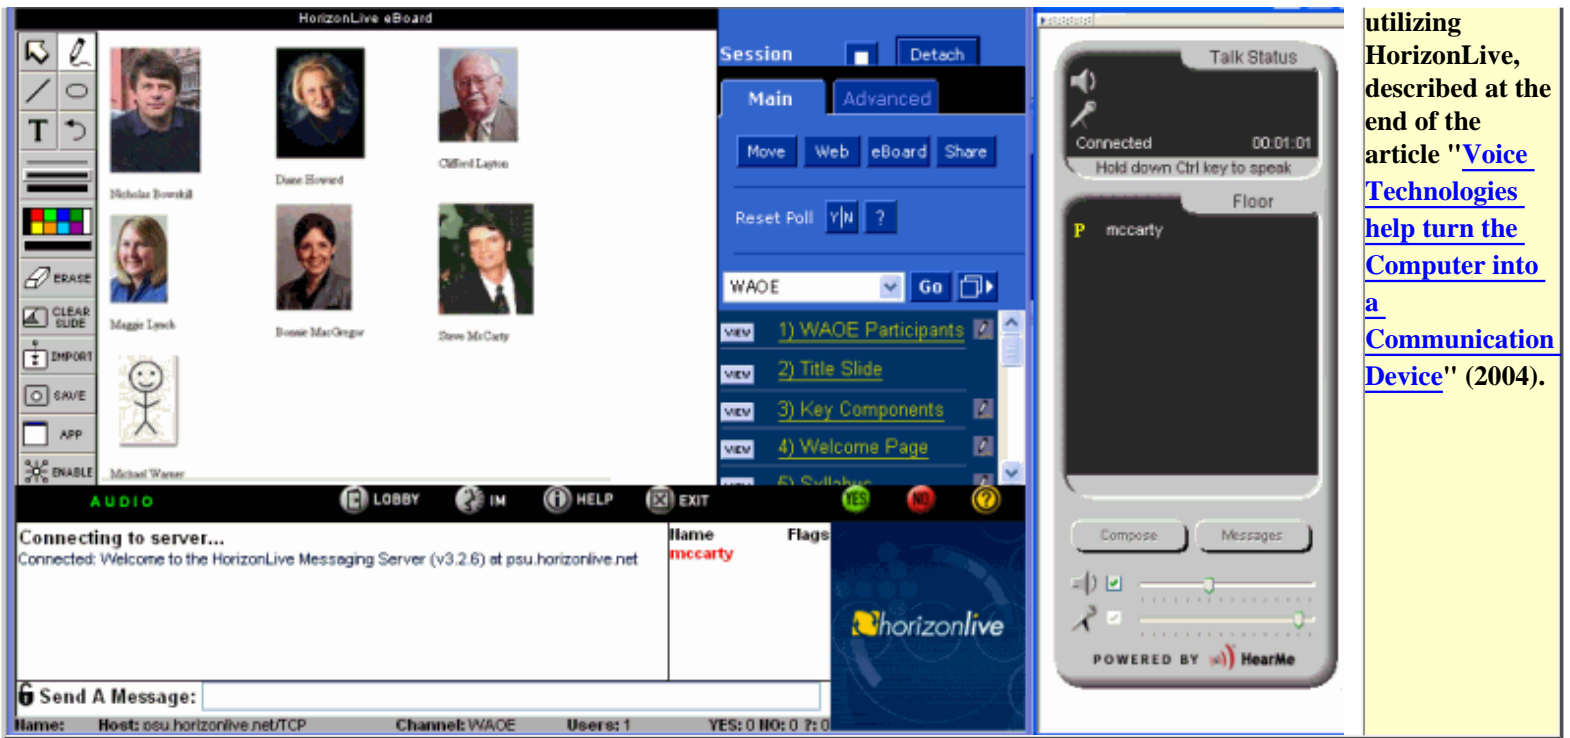 HorizonLive eBoard
Nicholas Bowskill
Diane Howard
Clifford Layton
Maggie Lynch
Bonnie MacGregor
Steve McCarty
Michael Warner
T
ERASE
CLEAR
SLIDE
IMPORT
SAVE
APP
ENABLE
Session
Detach
Main
Advanced
Move
Web
eBoard
Share
Reset Poll
Y|N
?
WAOE
Go
VIEW 1) WAOE Participants
VIEW 2) Title Slide
VIEW 3) Key Components
VIEW 4) Welcome Page
5) Syllabus
AUDIO
LOBBY
IM
HELP
EXIT
YES
NO
?
Connecting to server...
Connected: Welcome to the HorizonLive Messaging Server (v3.2.6) at psu.horizonlive.net
Name Flags
mccarty
horizonlive
Send A Message:
Name: Host: psu.horizonlive.net/TCP Channel: WAOE Users: 1 YES: 0 NO: 0 ?: 0
Talk Status
Connected 00:01:01
Hold down Ctrl key to speak
Floor
P mccarty
Compose
Messages
POWERED BY HearMe
utilizing
HorizonLive,
described at the
end of the
article "Voice
Technologies
help turn the
Computer into
a
Communication
Device" (2004).